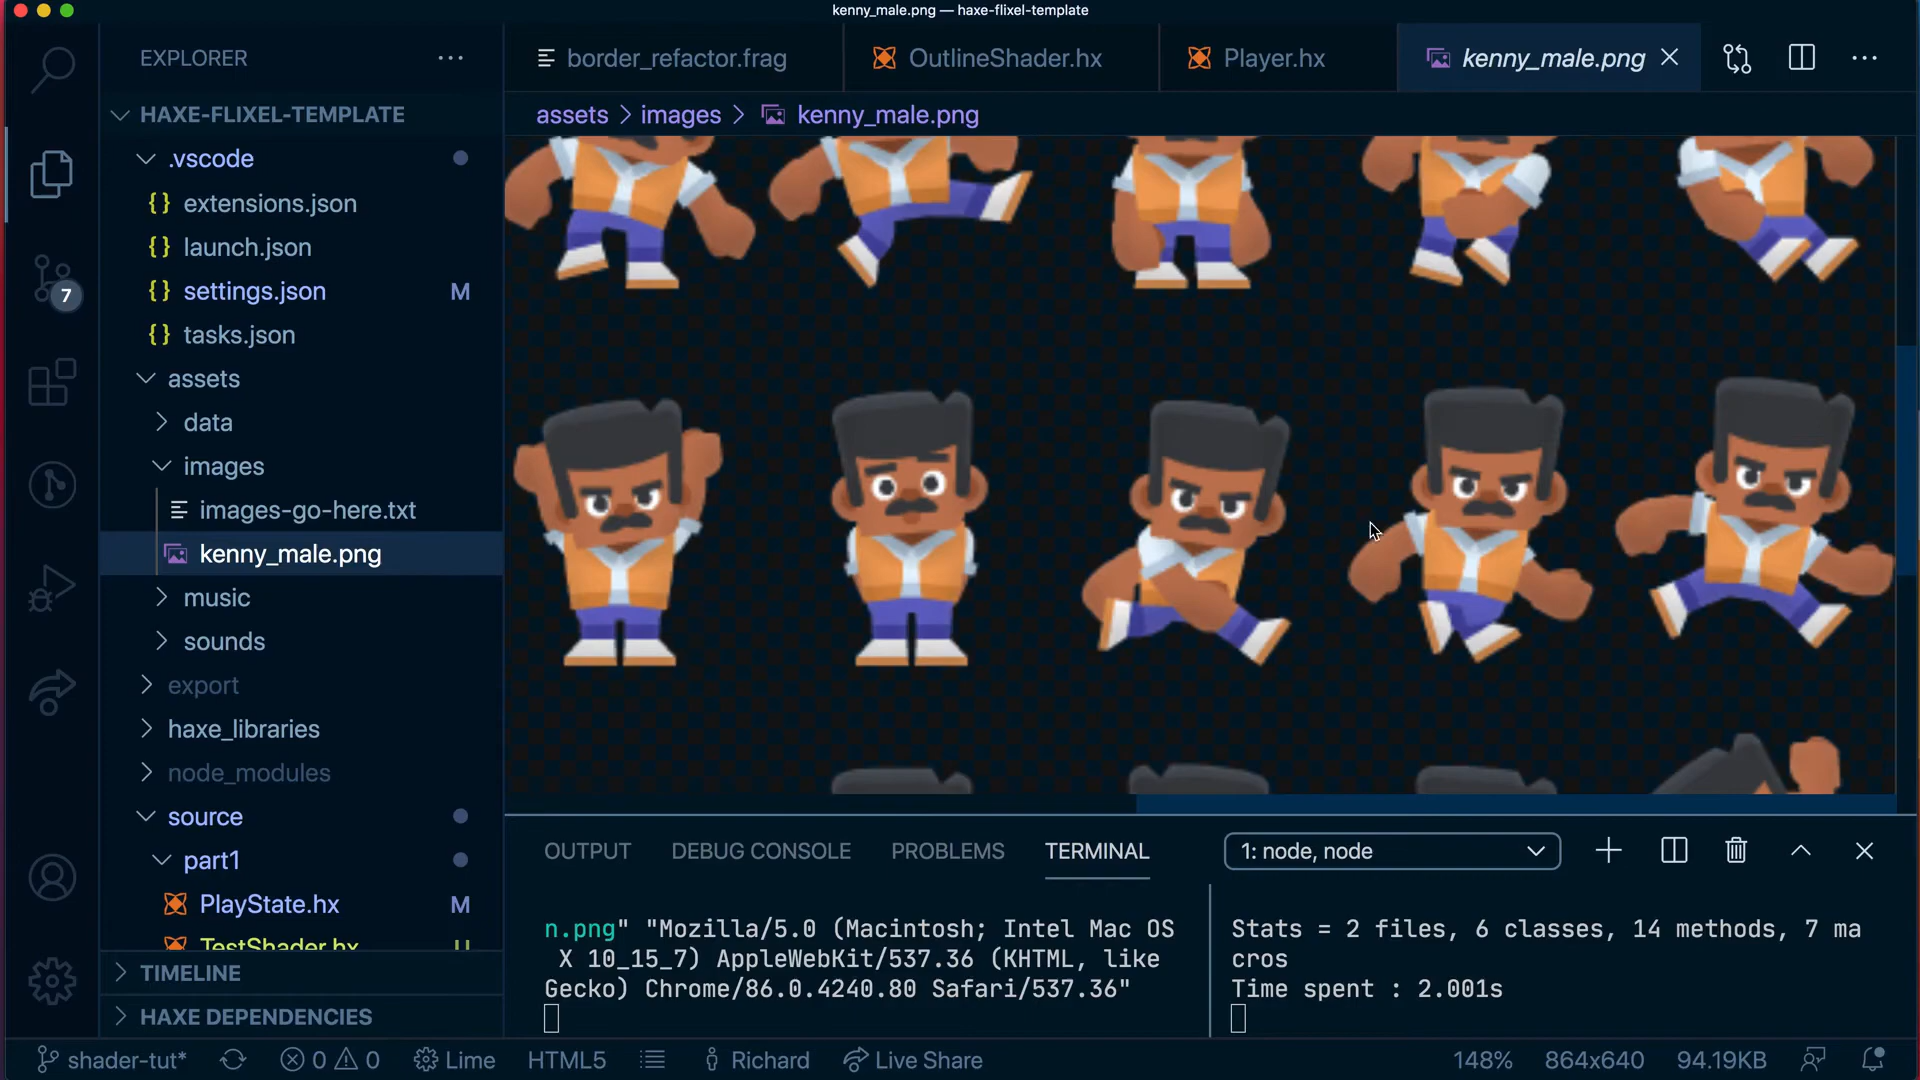 kenny_male.png — haxe-flixel-template
EXPLORER
border_refactor.frag
OutlineShader.hx
Player.hx
kenny_male.png
HAXE-FLIXEL-TEMPLATE
assets > images > kenny_male.png
.vscode
{} extensions.json
{} launch.json
{} settings.json M
{} tasks.json
7
assets
data
images
images-go-here.txt
kenny_male.png
music
sounds
export
haxe_libraries
node_modules
source
part1
PlayState.hx M
TestShader.hx U
TIMELINE
HAXE DEPENDENCIES
OUTPUT DEBUG CONSOLE PROBLEMS TERMINAL 1: node, node
n.png" "Mozilla/5.0 (Macintosh; Intel Mac OS
X 10_15_7) AppleWebKit/537.36 (KHTML, like
Gecko) Chrome/86.0.4240.80 Safari/537.36"
Stats = 2 files, 6 classes, 14 methods, 7 ma
cros
Time spent : 2.001s
shader-tut* 0 0 Lime HTML5 Richard Live Share 148% 864x640 94.19KB